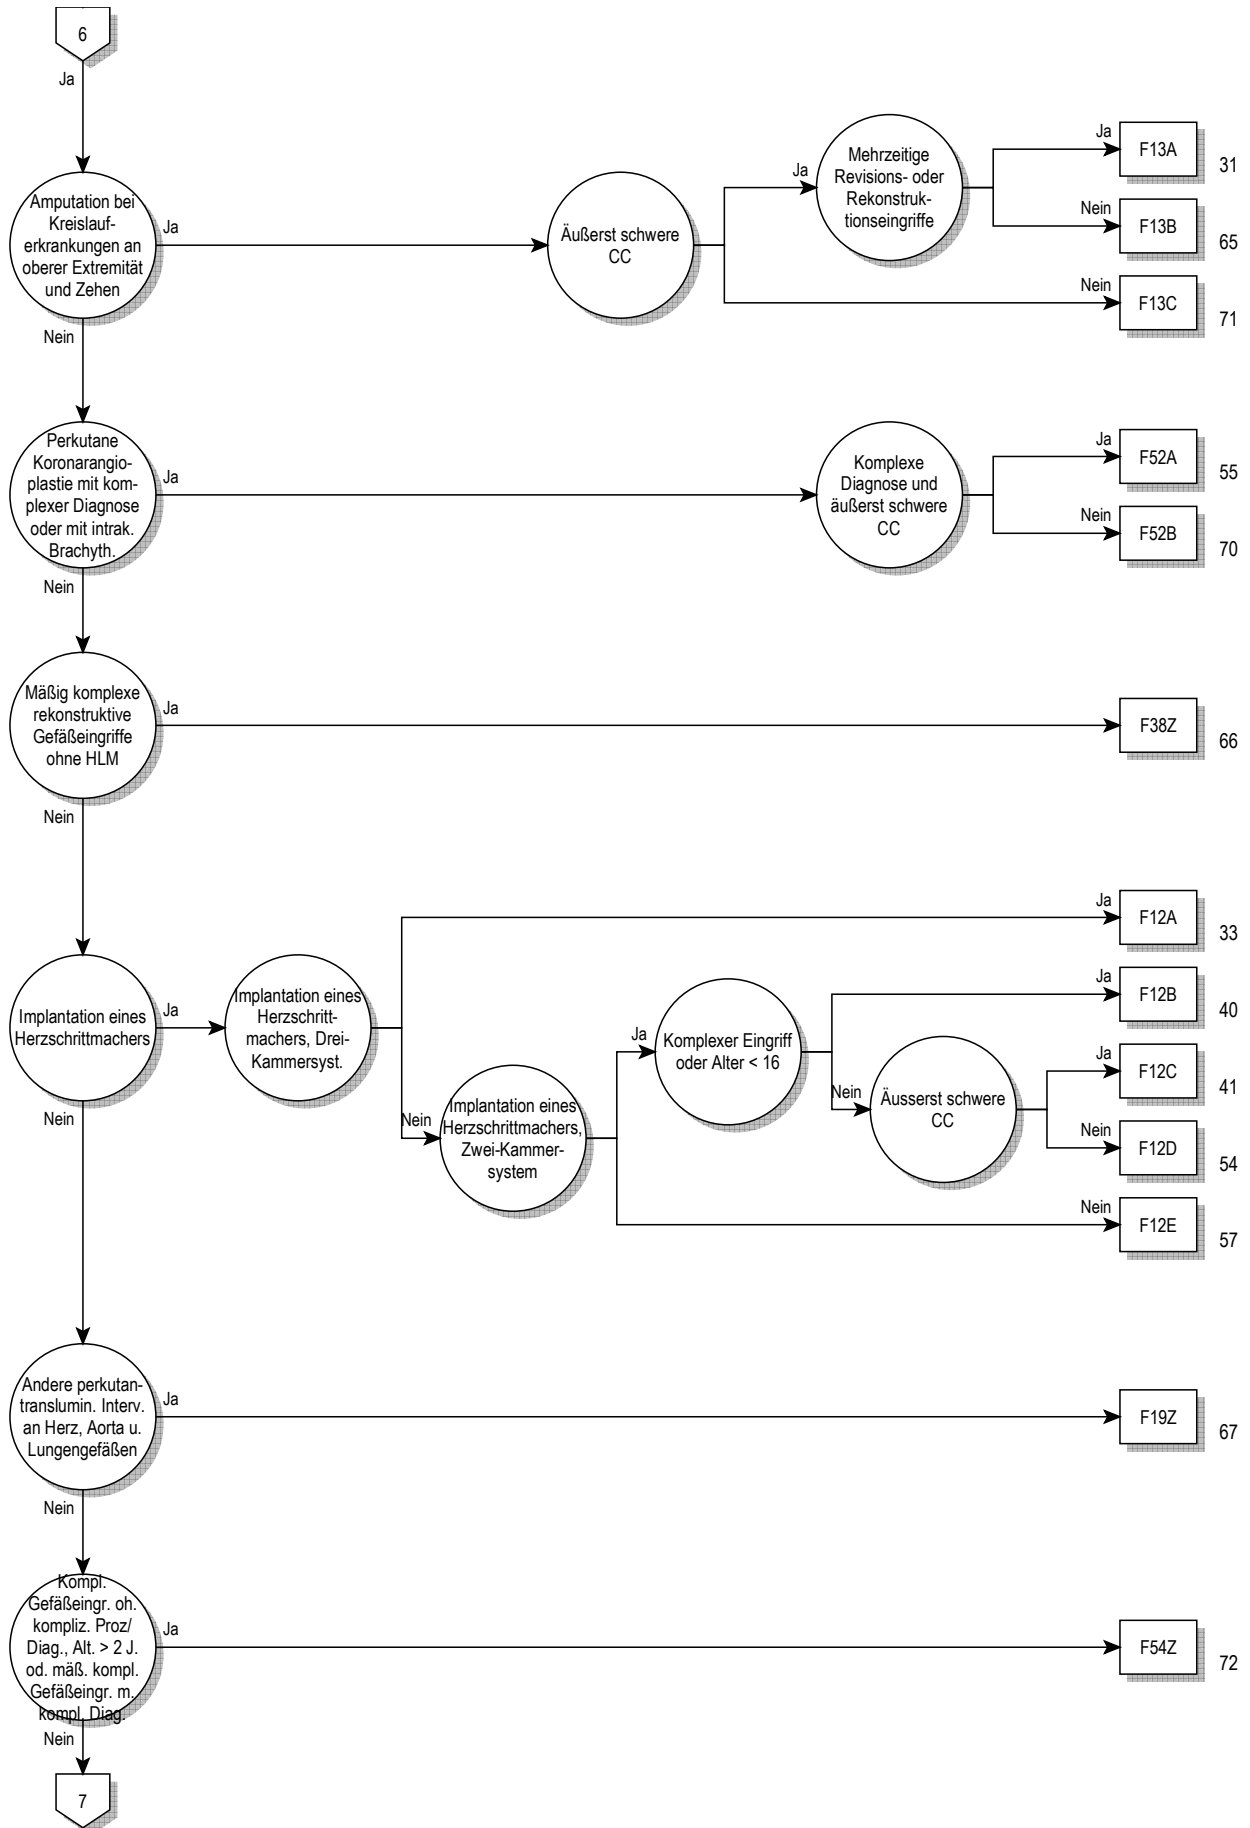 6
Ja
Amputation bei
Kreislauf-
erkrankungen an
oberer Extremität
und Zehen
Ja
Äußerst schwere
CC
Ja
Mehrzeitige
Revisions- oder
Rekonstruk-
tionseingriffe
Ja
F13A
31
Nein
F13B
65
Nein
F13C
71
Nein
Perkutane
Koronarangio-
plastie mit kom-
plexer Diagnose
oder mit intrak.
Brachyth.
Ja
Komplexe
Diagnose und
äußerst schwere
CC
Ja
F52A
55
Nein
F52B
70
Nein
Mäßig komplexe
rekonstruktive
Gefäßeingriffe
ohne HLM
Ja
F38Z
66
Nein
Implantation eines
Herzschrittmachers
Ja
Implantation eines
Herzschritt-
machers, Drei-
Kammersyst.
Ja
F12A
33
Nein
Implantation eines
Herzschrittmachers,
Zwei-Kammer-
system
Ja
Komplexer Eingriff
oder Alter < 16
Ja
F12B
40
Nein
Äusserst schwere
CC
Ja
F12C
41
Nein
F12D
54
Nein
F12E
57
Nein
Andere perkutan-
translumin. Interv.
an Herz, Aorta u.
Lungengefäßen
Ja
F19Z
67
Nein
Kompl.
Gefäßeingr. oh.
kompliz. Proz/
Diag., Alt. > 2 J.
od. mäß. kompl.
Gefäßeingr. m.
kompl. Diag.
Ja
F54Z
72
Nein
7